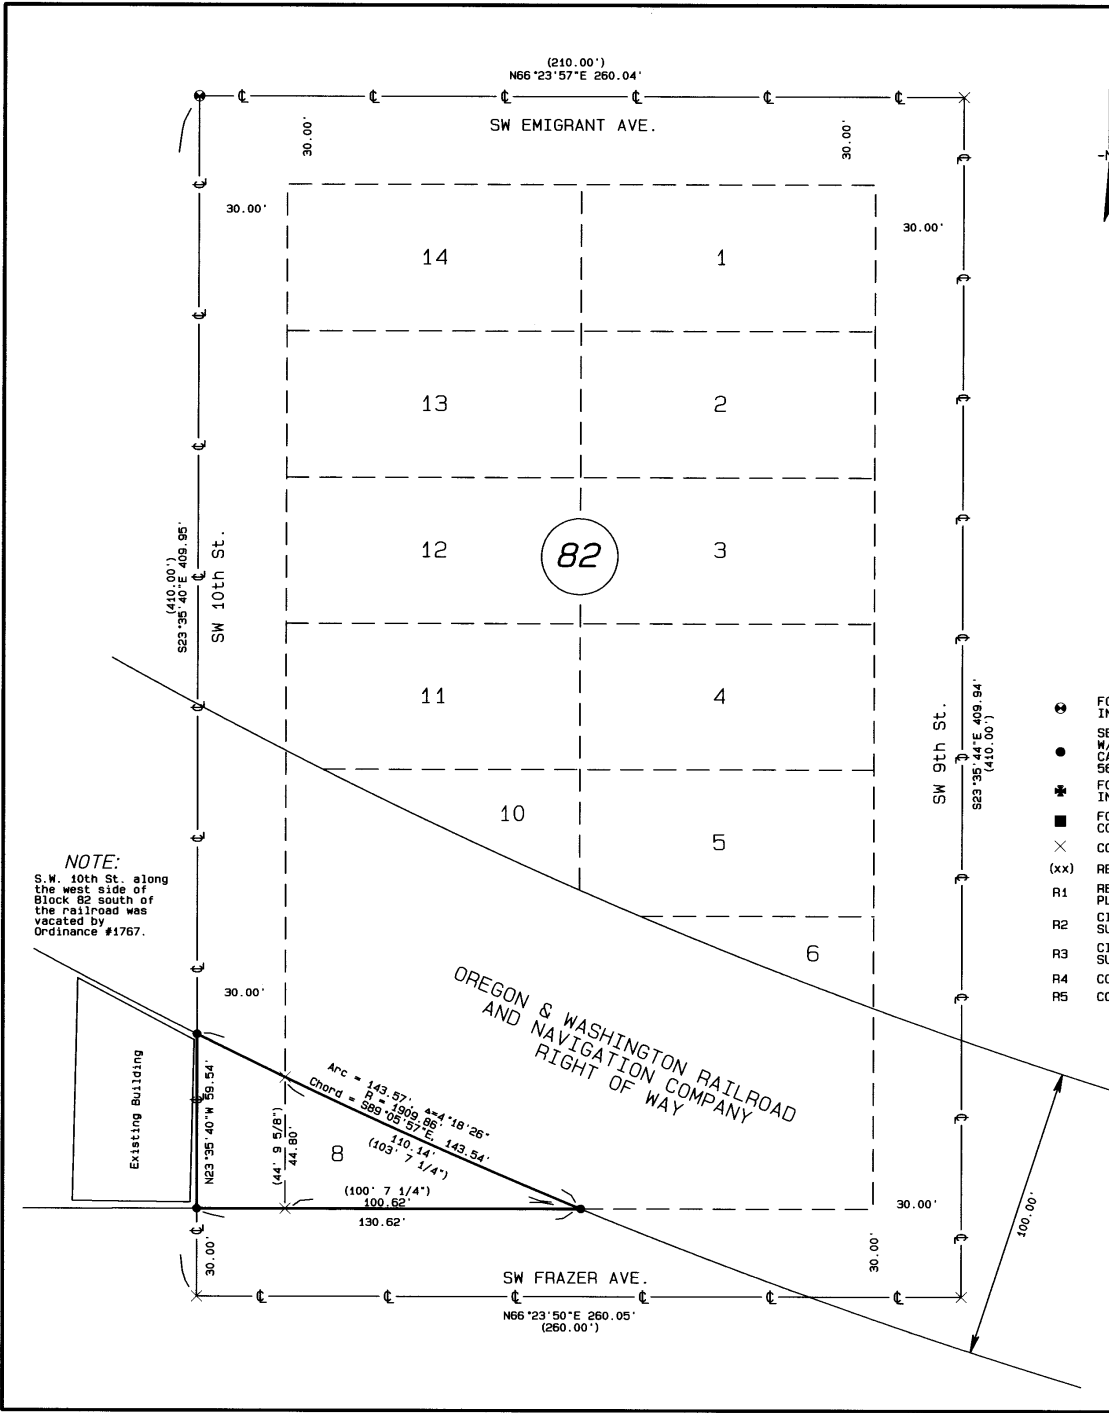 (210.00')
N66°23'57"E 260.04'
SW EMIGRANT AVE.
30.00'
30.00'
30.00'
30.00'
14
1
13
2
12
82
3
(410.00')
S23°35'40"E 409.95'
SW 10th St.
11
4
SW 9th St.
S23°35'44"E 409.94'
(410.00')
10
5
6
NOTE:
S.W. 10th St. along
the west side of
Block 82 south of
the railroad was
vacated by
Ordinance #1767.
30.00'
OREGON & WASHINGTON RAILROAD
AND NAVIGATION COMPANY
RIGHT OF WAY
Existing Building
N23°35'40"W 59.54'
Arc = 143.57' Δ=4°18'26"
R = 1909.86'
Chord = S89°05'57"E, 143.54'
110.14'
(103' 7 1/4")
(44' 9 5/8")
44.80'
8
(100' 7 1/4")
100.62'
130.62'
30.00'
30.00'
30.00'
100.00'
SW FRAZER AVE.
N66°23'50"E 260.05'
(260.00')
(xx) RE
R1
R2
R3
R4 CO
R5 CO